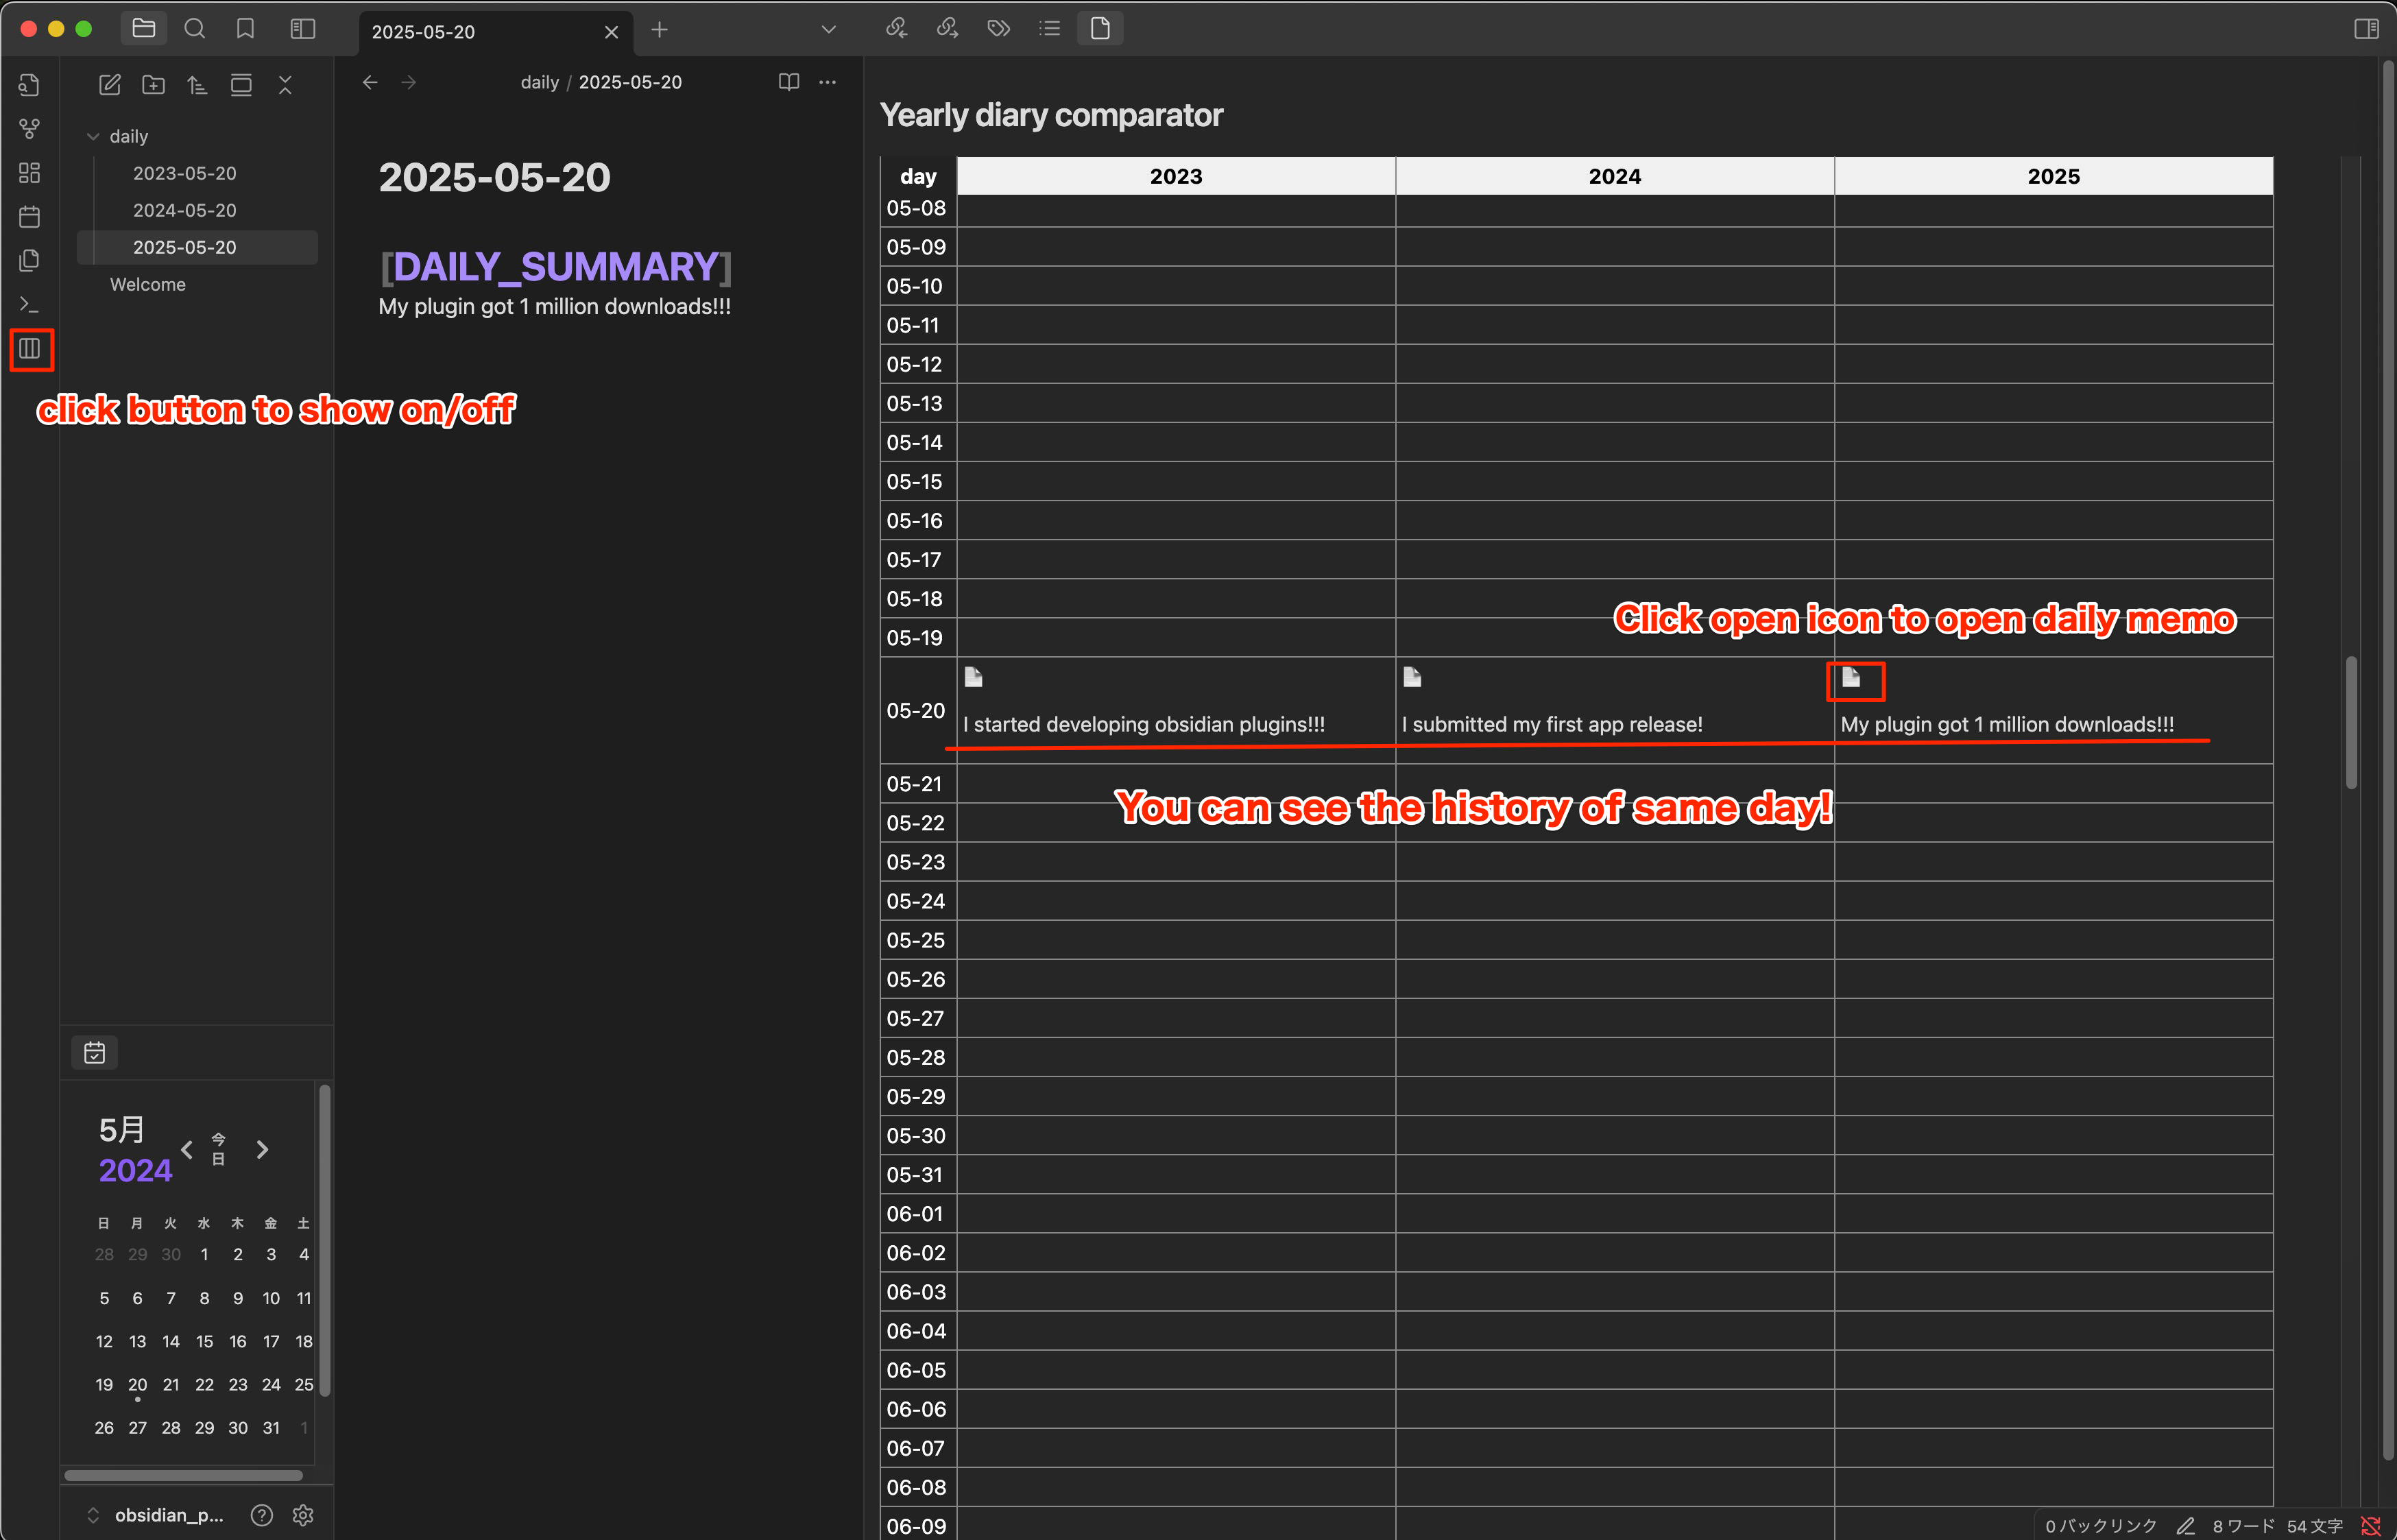 2025-05-20
daily
2023-05-20
2024-05-20
2025-05-20
Welcome
click button to show on/off
5月
2024
今日
日 月 火 水 木 金 土
28 29 30 1 2 3 4
5 6 7 8 9 10 11
12 13 14 15 16 17 18
19 20 21 22 23 24 25
26 27 28 29 30 31 1
obsidian_p...
daily / 2025-05-20
2025-05-20
[DAILY_SUMMARY]
My plugin got 1 million downloads!!!
Yearly diary comparator
day 2023 2024 2025
05-08
05-09
05-10
05-11
05-12
05-13
05-14
05-15
05-16
05-17
05-18
Click open icon to open daily memo
05-19
05-20 I started developing obsidian plugins!!! I submitted my first app release! My plugin got 1 million downloads!!!
05-21
You can see the history of same day!
05-22
05-23
05-24
05-25
05-26
05-27
05-28
05-29
05-30
05-31
06-01
06-02
06-03
06-04
06-05
06-06
06-07
06-08
06-09
0 バックリンク 8 ワード 54 文字